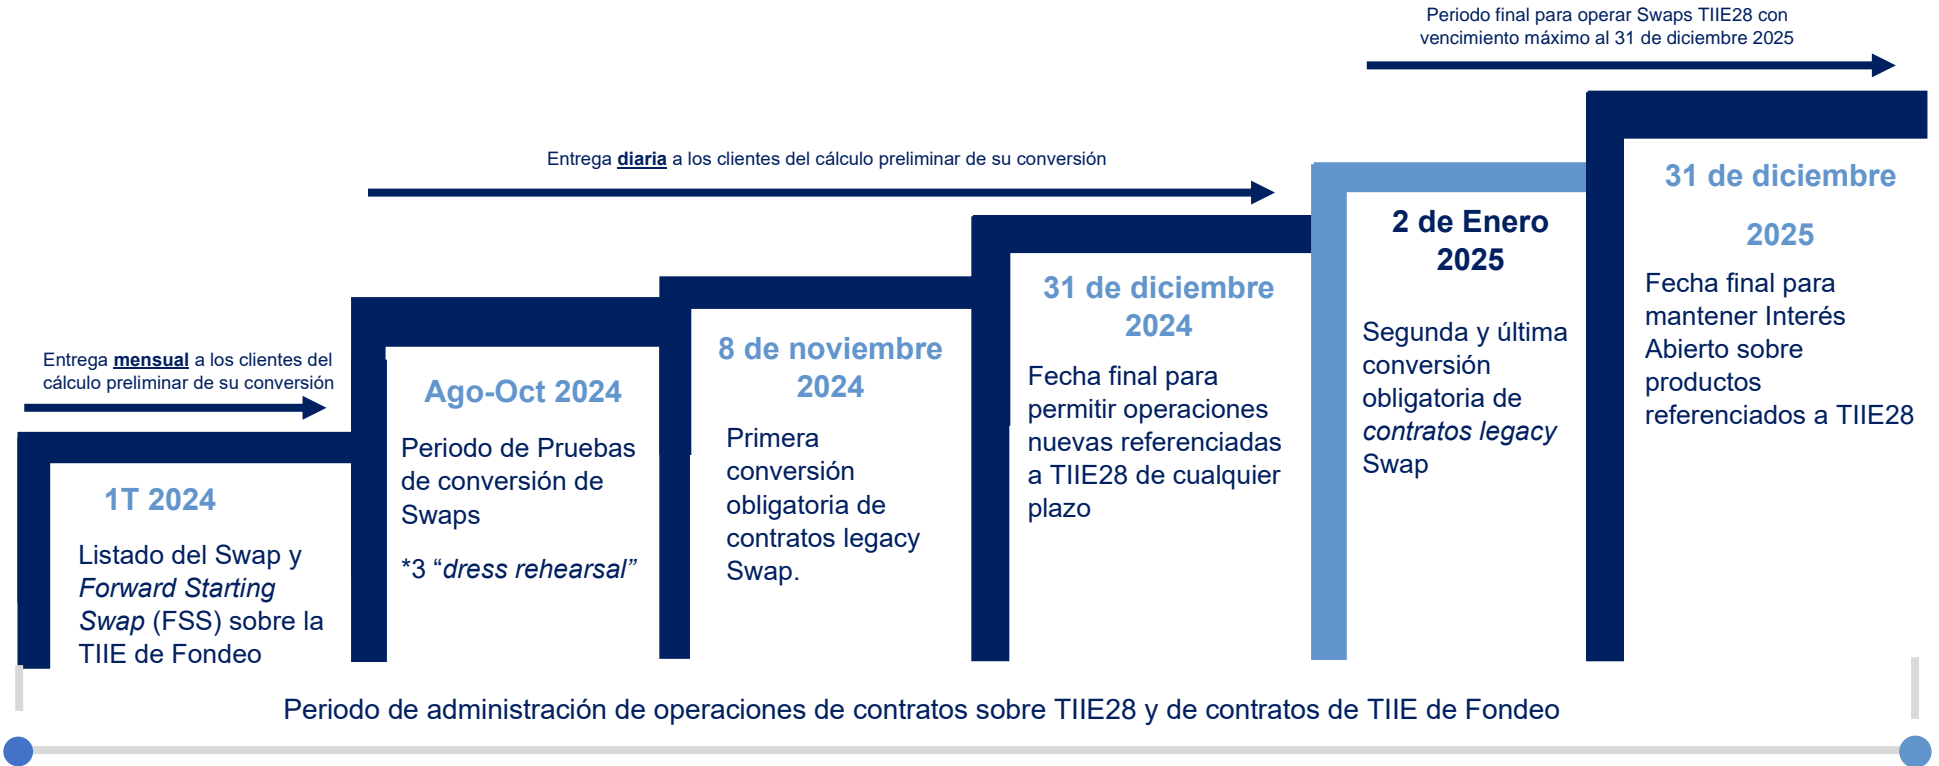 Periodo final para operar Swaps TIIE28 con
vencimiento máximo al 31 de diciembre 2025
Entrega diaria a los clientes del cálculo preliminar de su conversión
Entrega mensual a los clientes del
cálculo preliminar de su conversión
1T 2024
Listado del Swap y
Forward Starting
Swap (FSS) sobre la
TIIE de Fondeo
Ago-Oct 2024
Periodo de Pruebas
de conversión de
Swaps
*3 “dress rehearsal”
8 de noviembre
2024
Primera
conversión
obligatoria de
contratos legacy
Swap.
31 de diciembre
2024
Fecha final para
permitir operaciones
nuevas referenciadas
a TIIE28 de cualquier
plazo
2 de Enero
2025
Segunda y última
conversión
obligatoria de
contratos legacy
Swap
31 de diciembre
2025
Fecha final para
mantener Interés
Abierto sobre
productos
referenciados a TIIE28
Periodo de administración de operaciones de contratos sobre TIIE28 y de contratos de TIIE de Fondeo